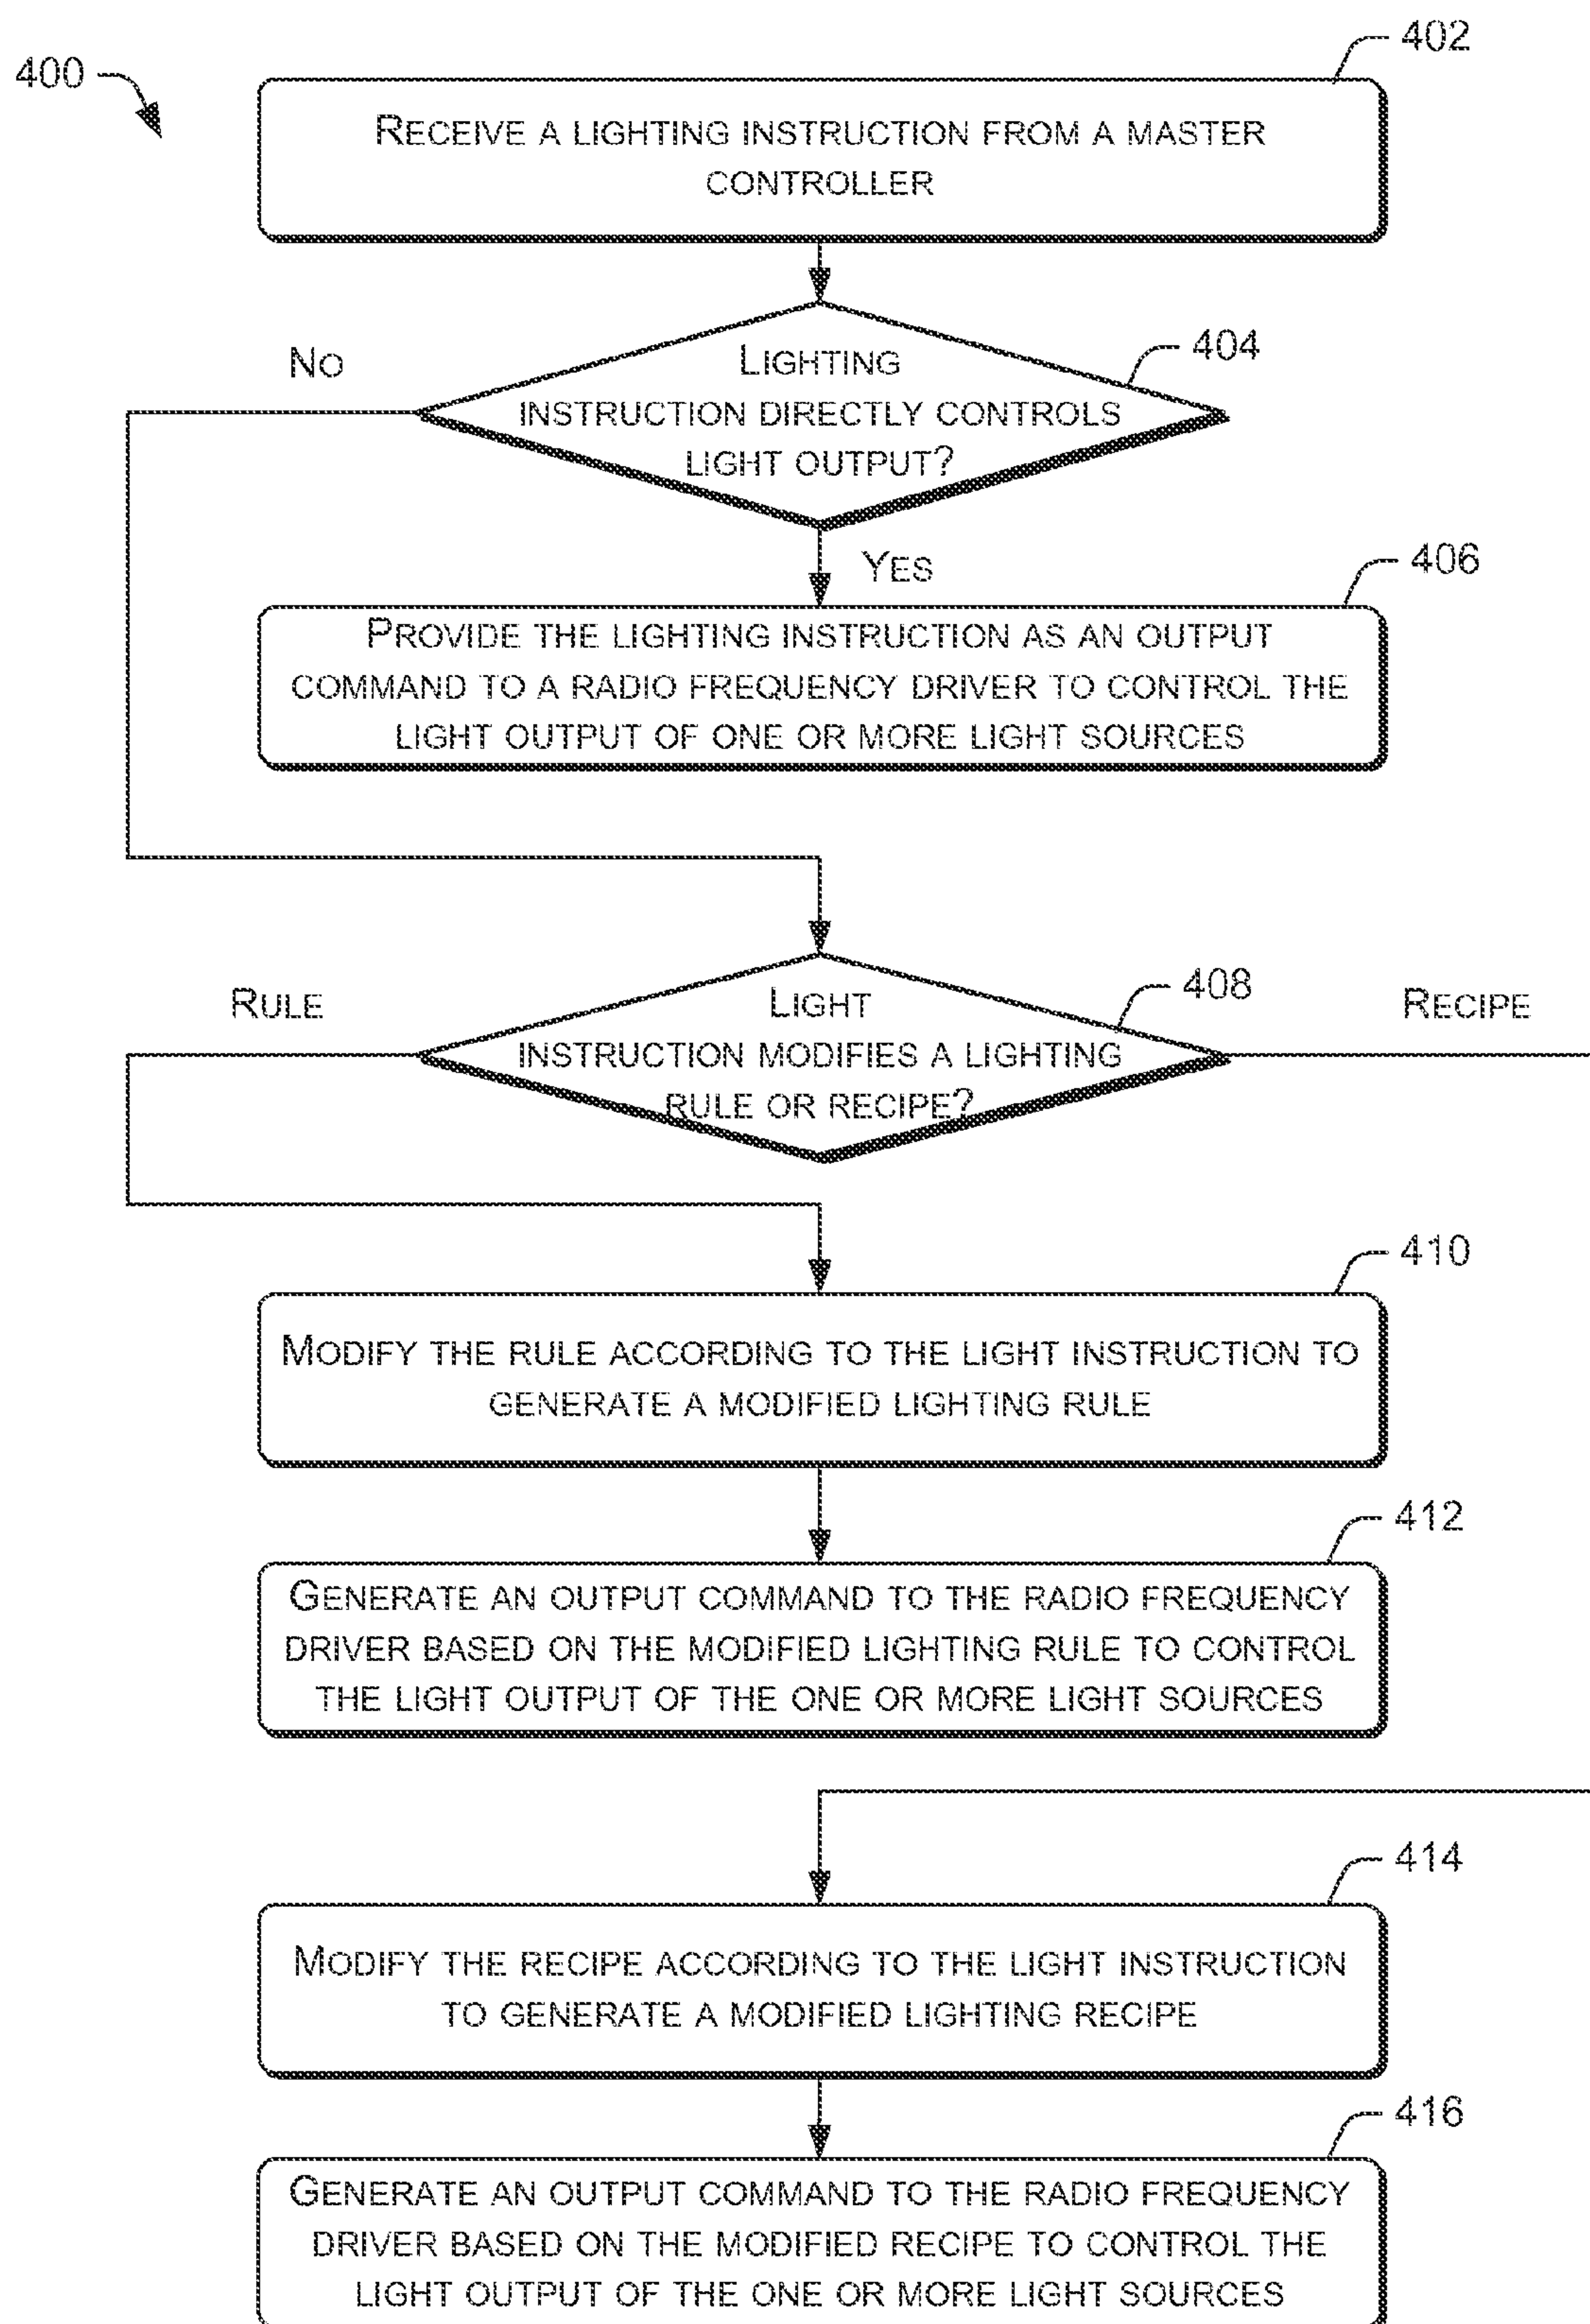 400
402
RECEIVE A LIGHTING INSTRUCTION FROM A MASTER
CONTROLLER
404
NO
LIGHTING
INSTRUCTION DIRECTLY CONTROLS
LIGHT OUTPUT?
YES
406
PROVIDE THE LIGHTING INSTRUCTION AS AN OUTPUT
COMMAND TO A RADIO FREQUENCY DRIVER TO CONTROL THE
LIGHT OUTPUT OF ONE OR MORE LIGHT SOURCES
408
RULE
LIGHT
RECIPE
INSTRUCTION MODIFIES A LIGHTING
RULE OR RECIPE?
410
MODIFY THE RULE ACCORDING TO THE LIGHT INSTRUCTION TO
GENERATE A MODIFIED LIGHTING RULE
412
GENERATE AN OUTPUT COMMAND TO THE RADIO FREQUENCY
DRIVER BASED ON THE MODIFIED LIGHTING RULE TO CONTROL
THE LIGHT OUTPUT OF THE ONE OR MORE LIGHT SOURCES
414
MODIFY THE RECIPE ACCORDING TO THE LIGHT INSTRUCTION
TO GENERATE A MODIFIED LIGHTING RECIPE
416
GENERATE AN OUTPUT COMMAND TO THE RADIO FREQUENCY
DRIVER BASED ON THE MODIFIED RECIPE TO CONTROL THE
LIGHT OUTPUT OF THE ONE OR MORE LIGHT SOURCES